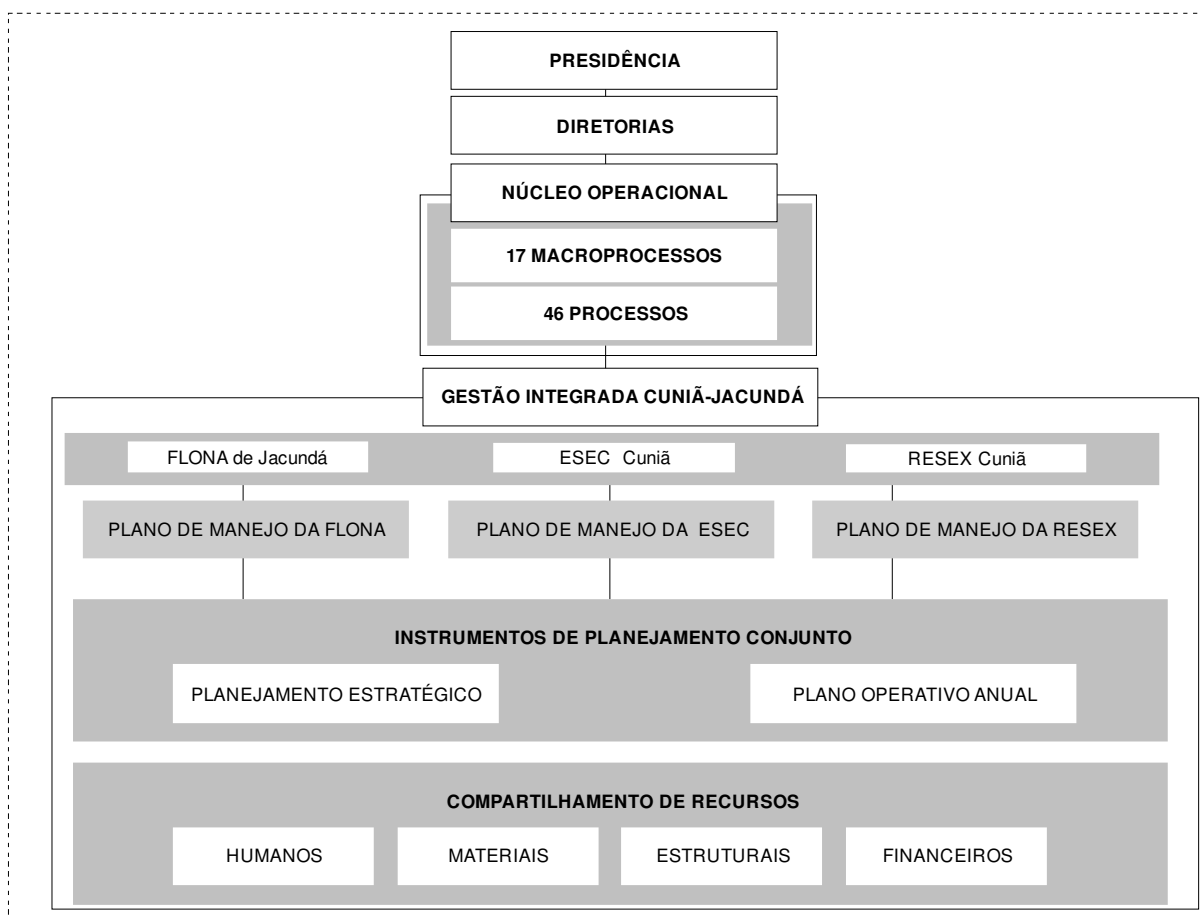 PRESIDÊNCIA
DIRETORIAS
NÚCLEO OPERACIONAL
17 MACROPROCESSOS
46 PROCESSOS
GESTÃO INTEGRADA CUNIÃ-JACUNDÁ
FLONA de Jacundá ESEC Cuniã RESEX Cuniã
PLANO DE MANEJO DA FLONA PLANO DE MANEJO DA ESEC PLANO DE MANEJO DA RESEX
INSTRUMENTOS DE PLANEJAMENTO CONJUNTO
PLANEJAMENTO ESTRATÉGICO PLANO OPERATIVO ANUAL
COMPARTILHAMENTO DE RECURSOS
HUMANOS MATERIAIS ESTRUTURAIS FINANCEIROS